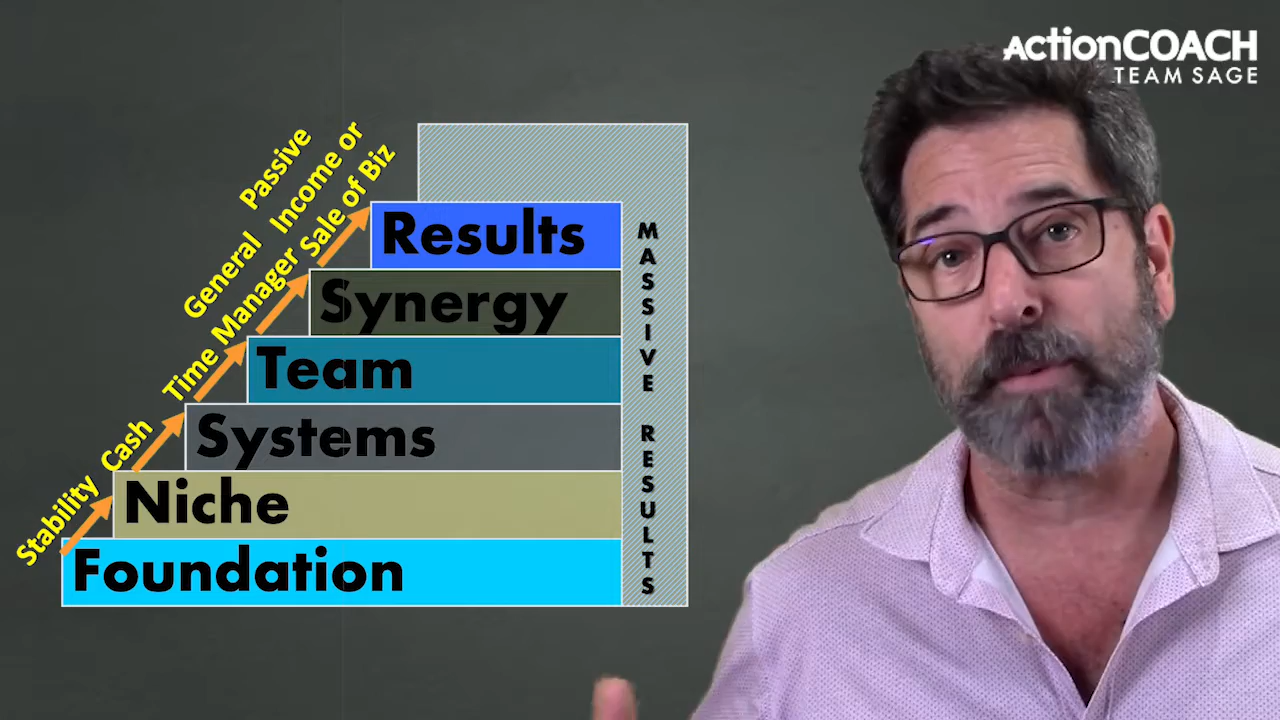 ActionCOACH
TEAM SAGE
Passive
Income or
Sale of Biz
General
Manager
Time
Cash
Stability
Results
Synergy
Team
Systems
Niche
Foundation
MASSIVE RESULTS